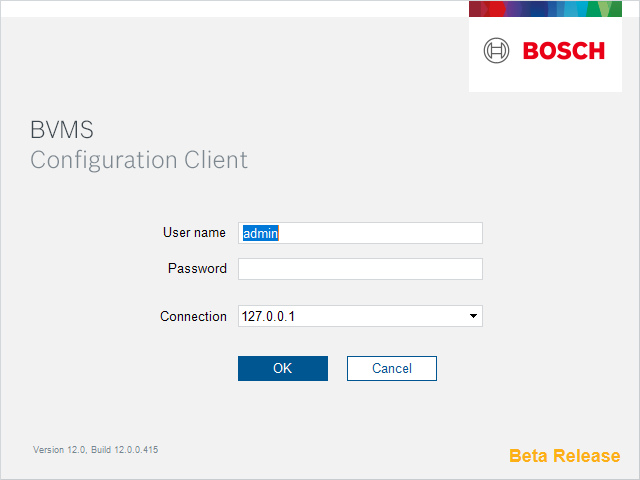 BOSCH
BVMS
Configuration Client
User name admin
Password
Connection 127.0.0.1
OK Cancel
Version 12.0, Build 12.0.0.415
Beta Release